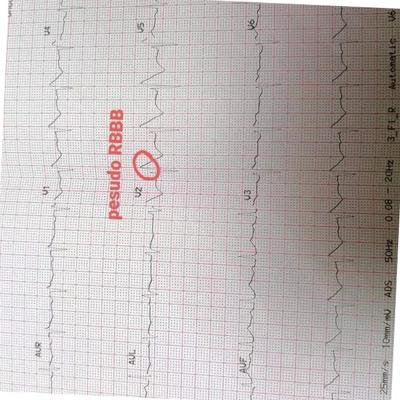 AVR V1 V4
pesudo RBBB
AVL V2 V5
AVF V3 V6
25mm/s 10mm/mV ADS 50Hz 0.08 - 20Hz 3_F1_R Automatic V6